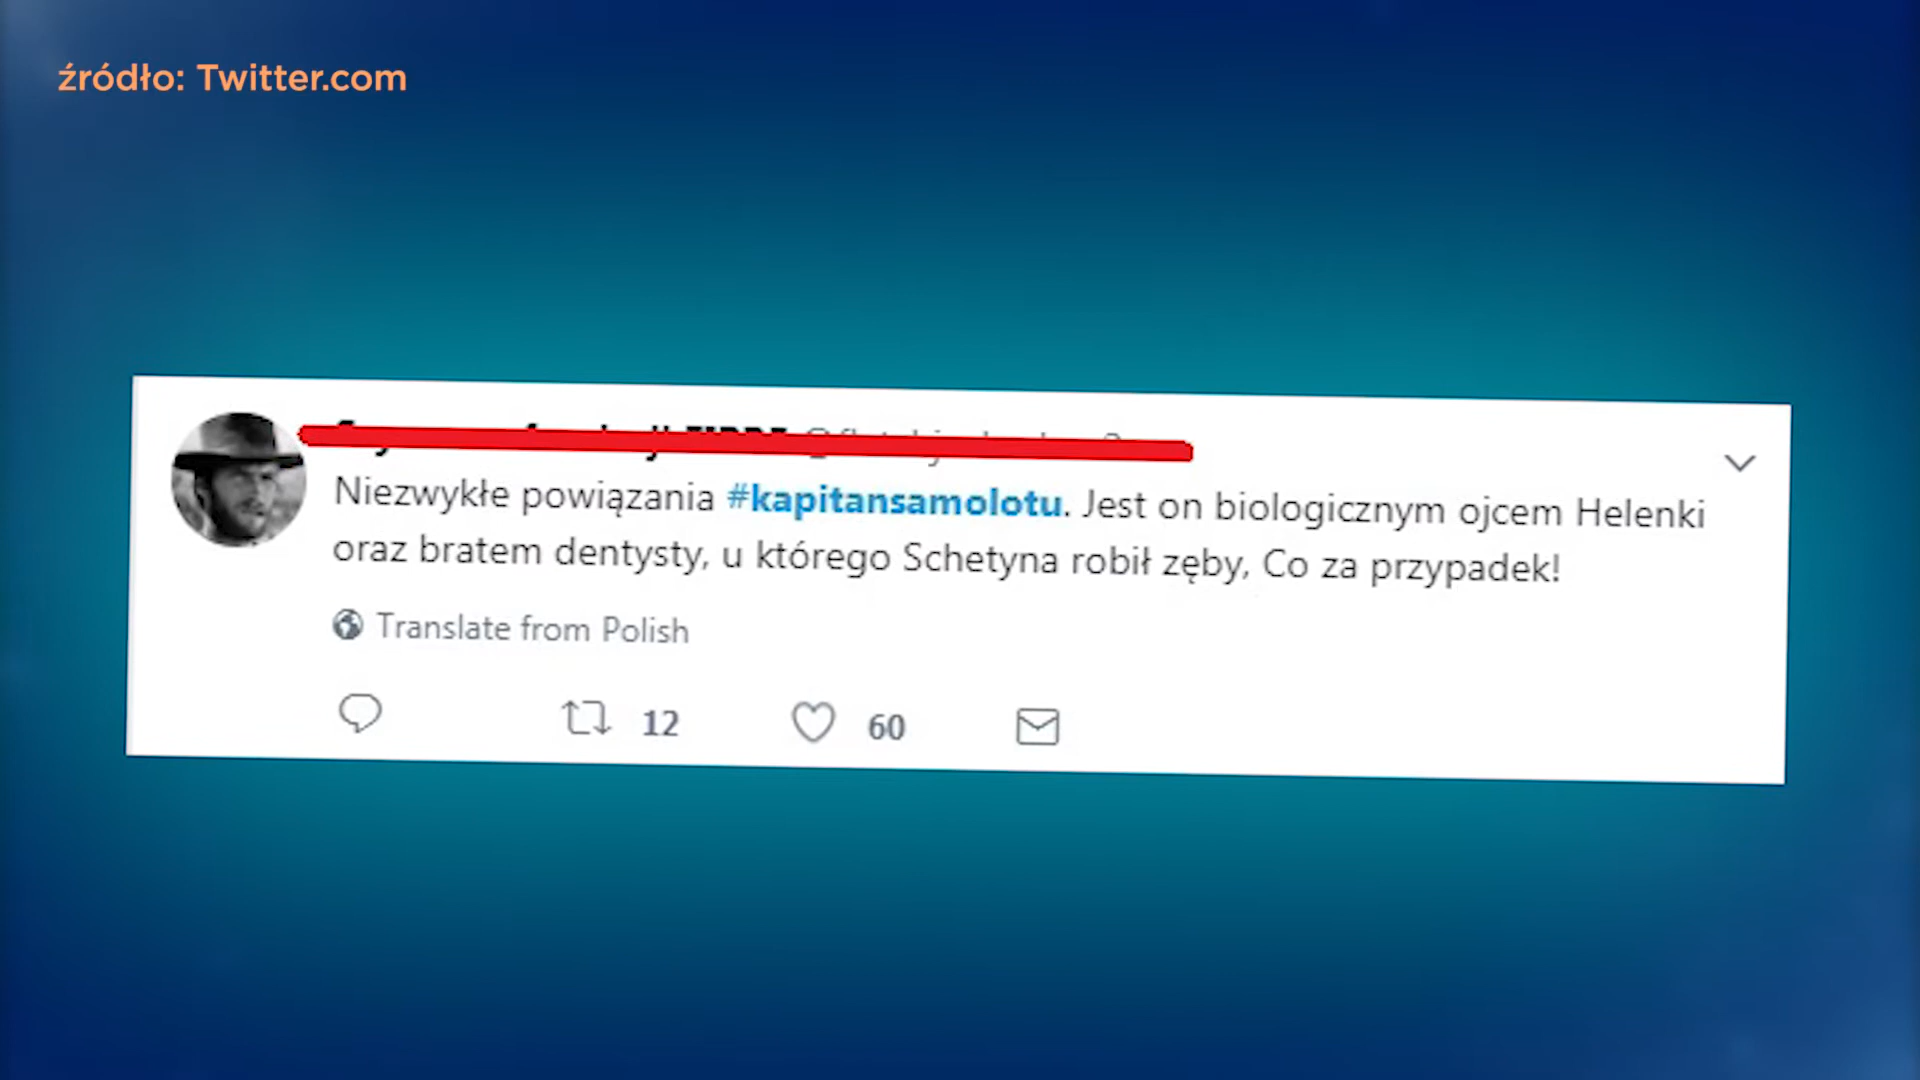 źródło: Twitter.com
Niezwykłe powiązania #kapitansamolotu. Jest on biologicznym ojcem Helenki
oraz bratem dentysty, u którego Schetyna robił zęby, Co za przypadek!
Translate from Polish
12 60